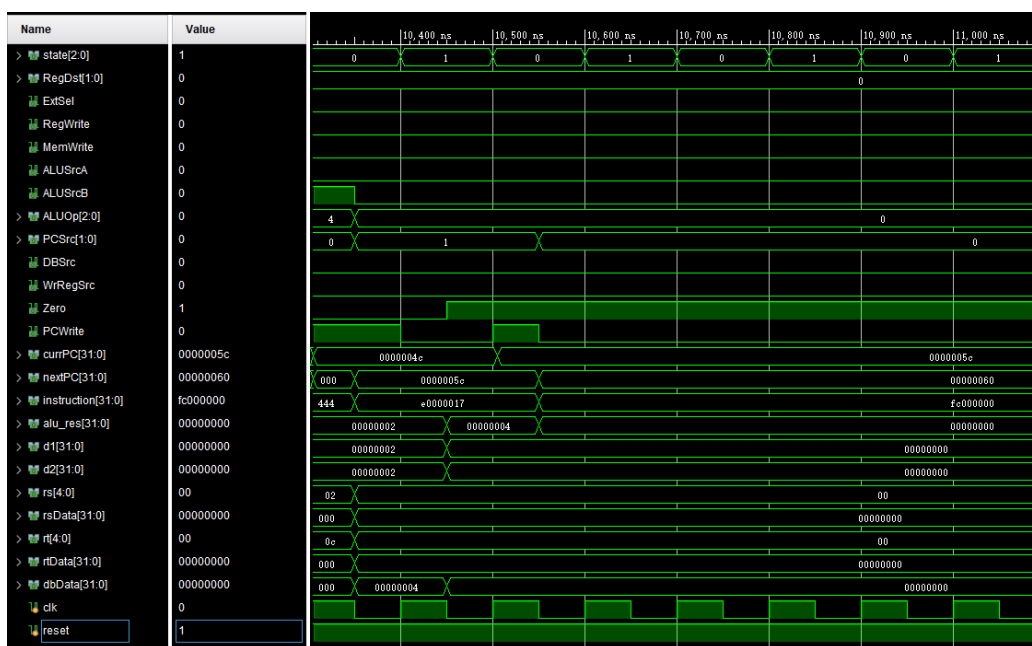 Name Value
10,400 ns 10,500 ns 10,600 ns 10,700 ns 10,800 ns 10,900 ns 11,000 ns
> state[2:0] 1 0 1 0 1 0 1 0 1
> RegDst[1:0] 0 0
ExtSel 0
RegWrite 0
MemWrite 0
ALUSrcA 0
ALUSrcB 0
> ALUOp[2:0] 0 4 0
> PCSrc[1:0] 0 0 1 0
DBSrc 0
WrRegSrc 0
Zero 1
PCWrite 0
> currPC[31:0] 0000005c 0000004c 0000005c
> nextPC[31:0] 00000060 000 0000005c 00000060
> instruction[31:0] fc000000 444 e0000017 fc000000
> alu_res[31:0] 00000000 00000002 00000004 00000000
> d1[31:0] 00000000 00000002 00000000
> d2[31:0] 00000000 00000002 00000000
> rs[4:0] 00 02 00
> rsData[31:0] 00000000 000 00000000
> rt[4:0] 00 0c 00
> rtData[31:0] 00000000 000 00000000
> dbData[31:0] 00000000 000 00000004 00000000
clk 0
reset 1